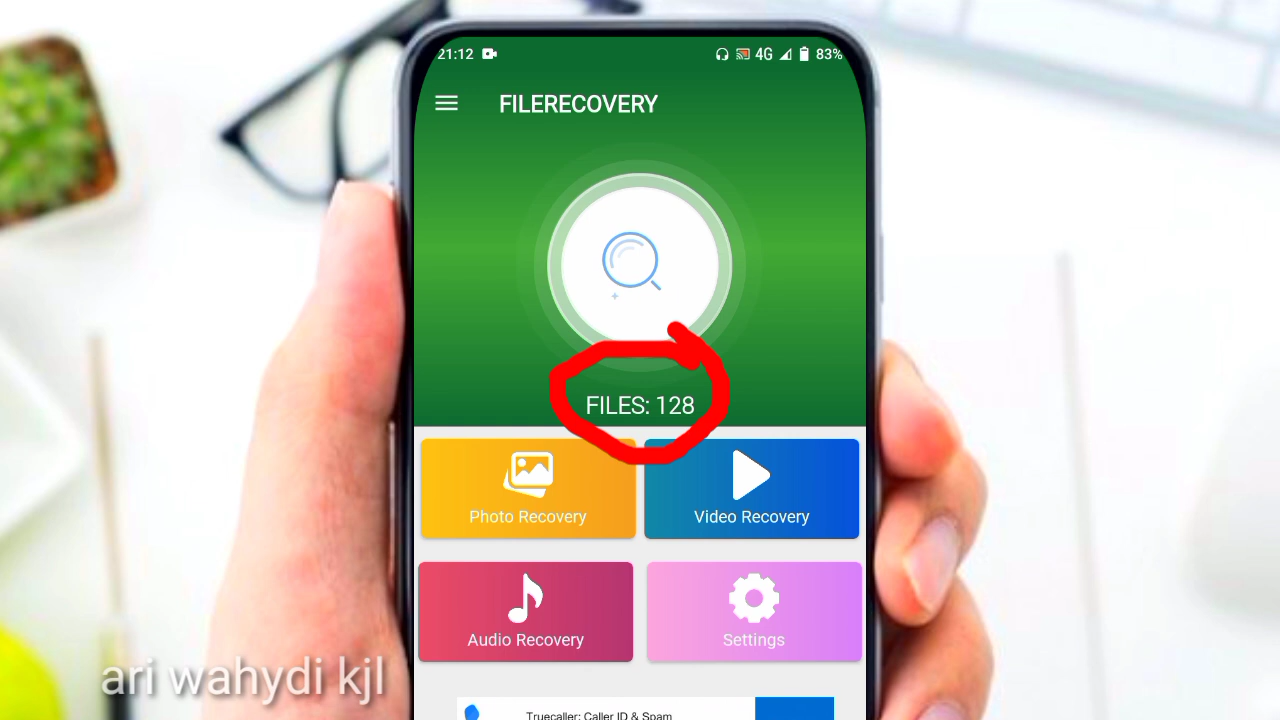 21:12 4G 83%
FILERECOVERY
FILES: 128
Photo Recovery
Video Recovery
Audio Recovery
Settings
ari wahydi kjl
Truecaller: Caller ID & Spam